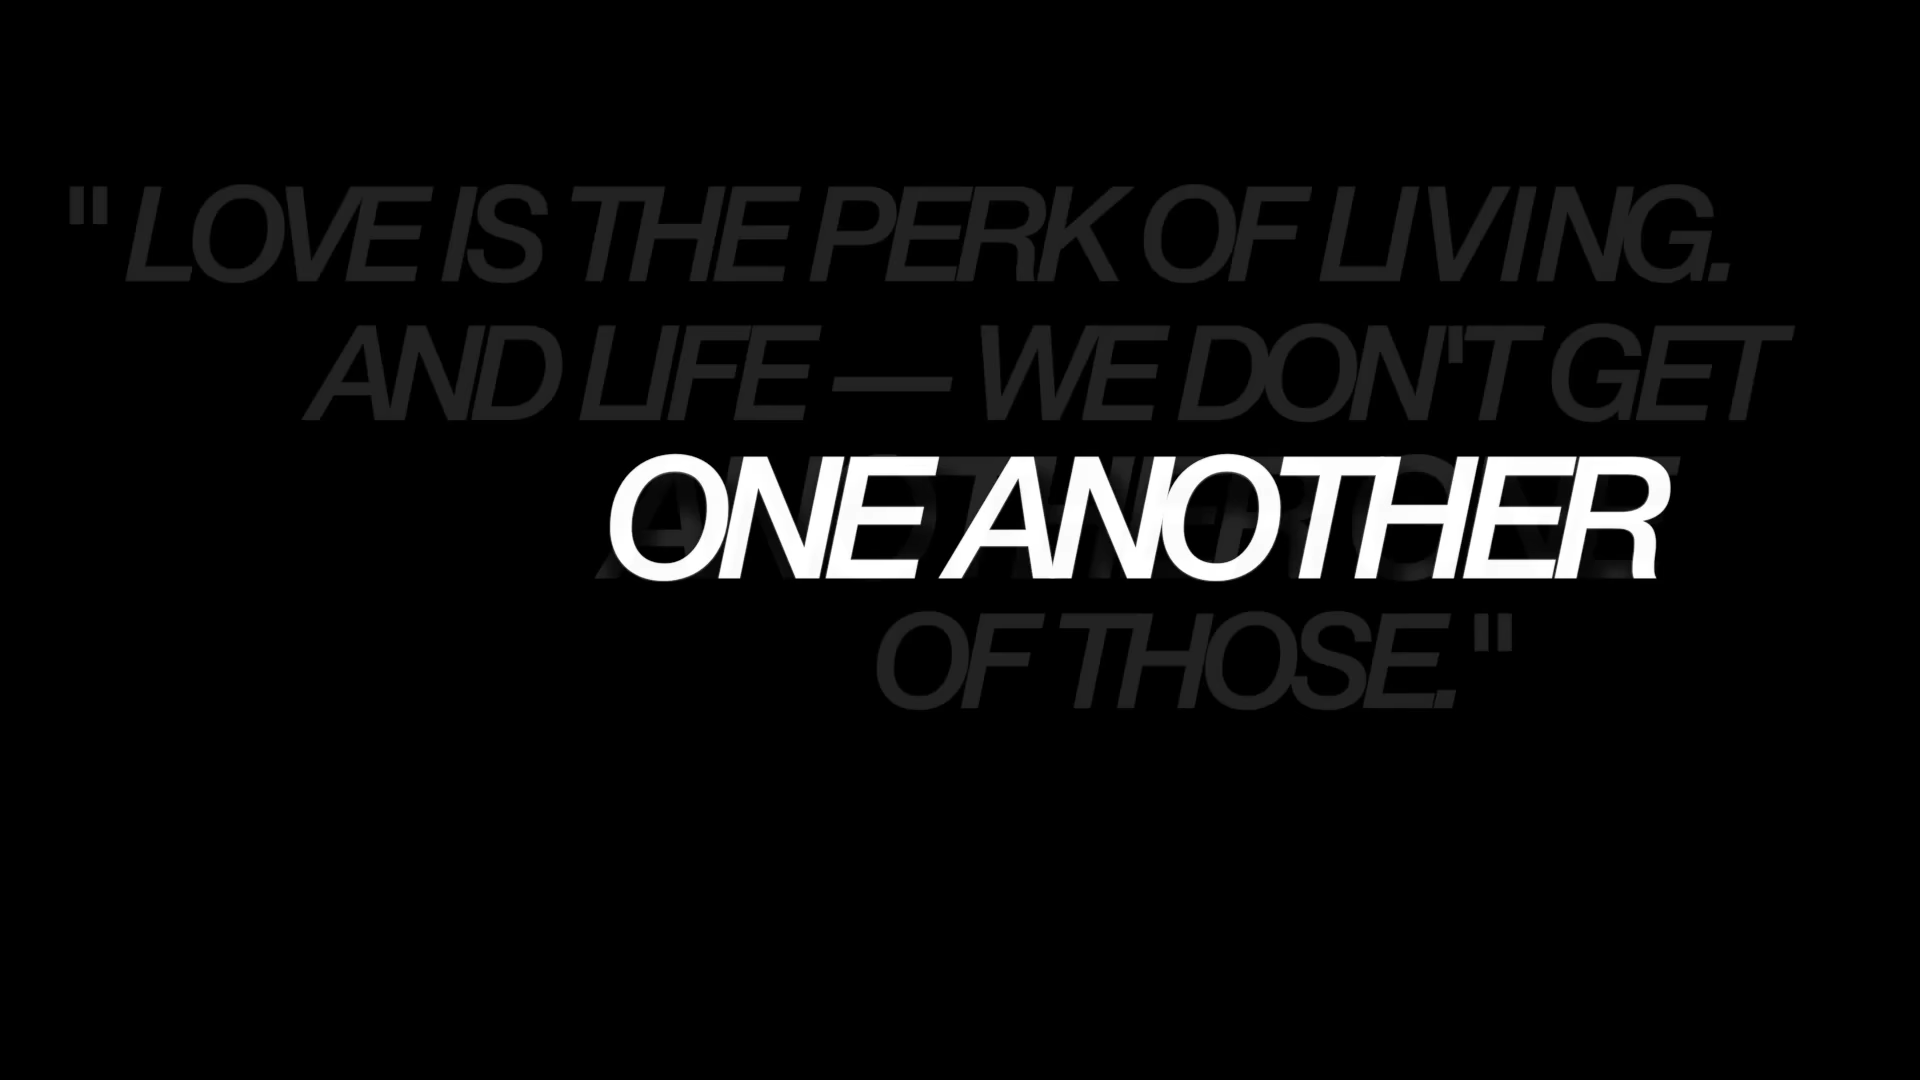 " LOVE IS THE PERK OF LIVING.
AND LIFE — WE DON'T GET
ONE ANOTHER
OF THOSE."